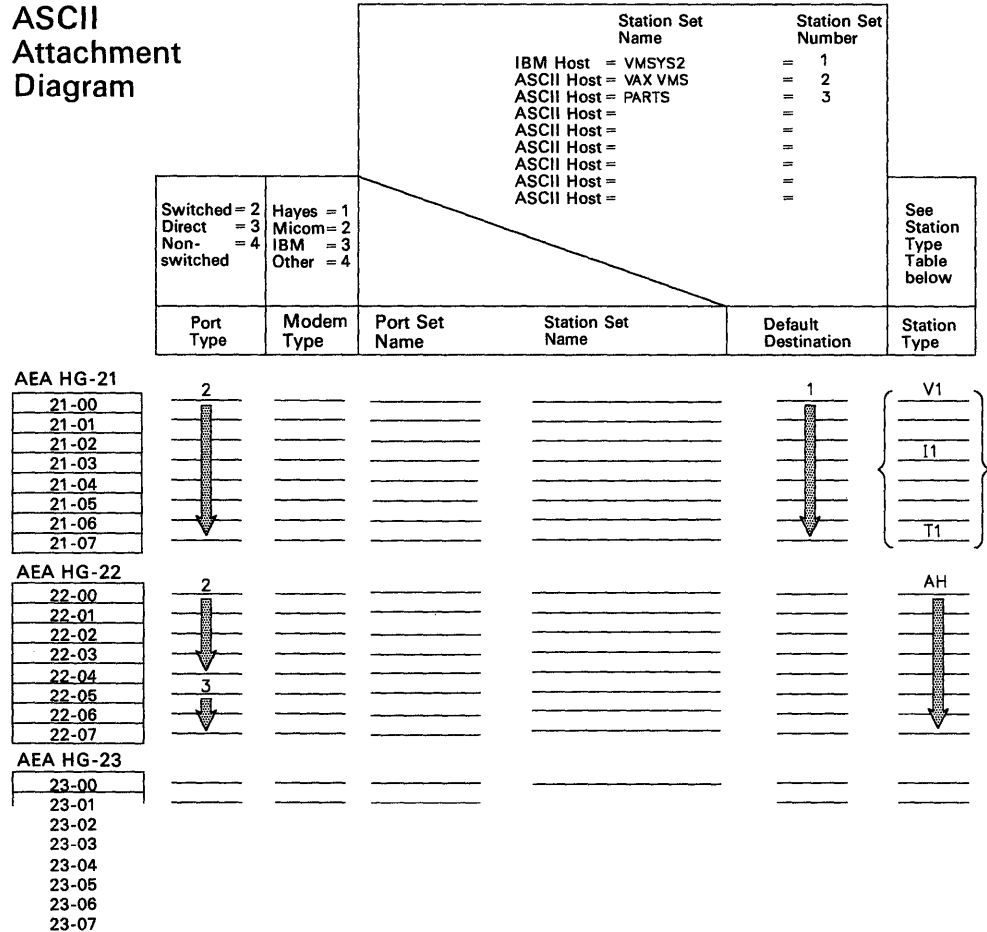 ASCII
Attachment
Diagram
Station Set Name    Station Set Number
IBM Host = VMSYS2 = 1
ASCII Host = VAX VMS = 2
ASCII Host = PARTS = 3
ASCII Host = =
ASCII Host = =
ASCII Host = =
ASCII Host = =
ASCII Host = =
ASCII Host = =
Switched = 2
Direct = 3
Non- = 4
switched
Hayes = 1
Micom = 2
IBM = 3
Other = 4
See
Station
Type
Table
below
Port Type
Modem Type
Port Set Name
Station Set Name
Default Destination
Station Type
AEA HG-21
21-00 2 1 V1
21-01
21-02
21-03 I1
21-04
21-05
21-06
21-07 T1
AEA HG-22
22-00 2 AH
22-01
22-02
22-03
22-04
22-05 3
22-06
22-07
AEA HG-23
23-00
23-01
23-02
23-03
23-04
23-05
23-06
23-07